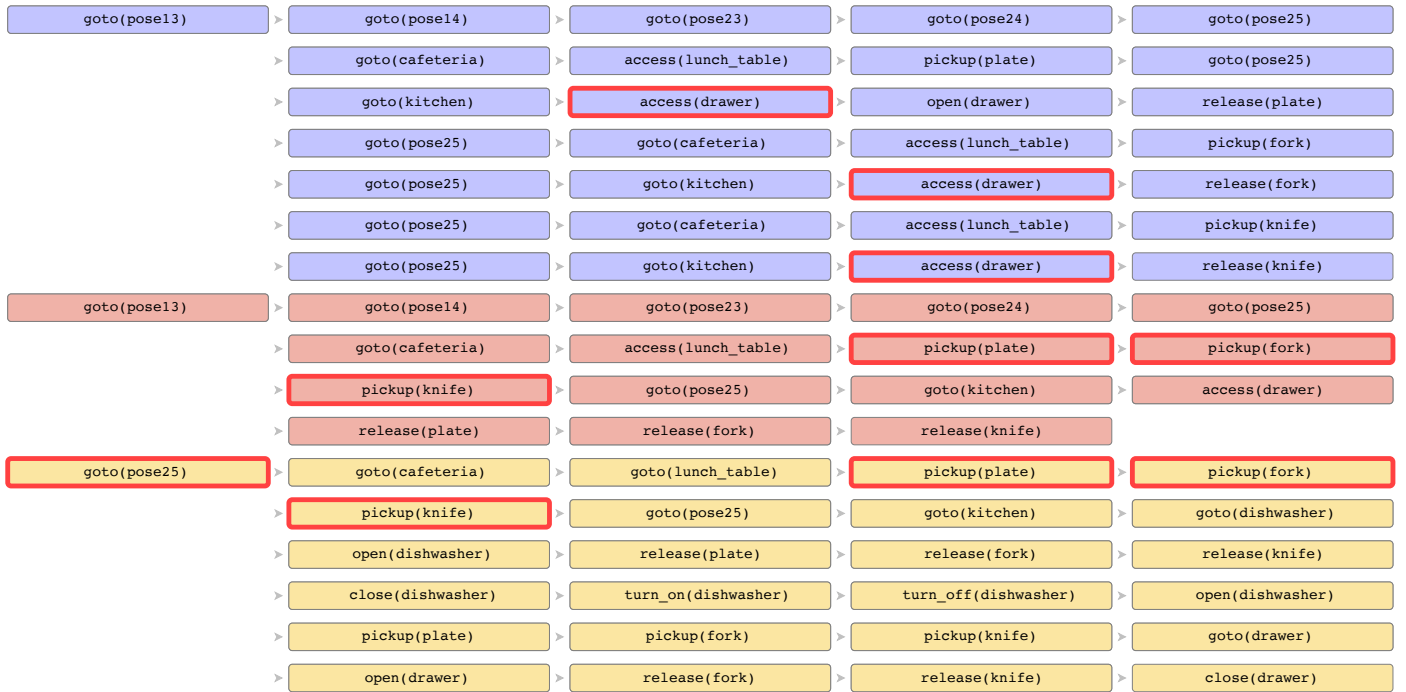 goto(pose13) goto(pose14) goto(pose23) goto(pose24) goto(pose25)
goto(cafeteria) access(lunch_table) pickup(plate) goto(pose25)
goto(kitchen) access(drawer) open(drawer) release(plate)
goto(pose25) goto(cafeteria) access(lunch_table) pickup(fork)
goto(pose25) goto(kitchen) access(drawer) release(fork)
goto(pose25) goto(cafeteria) access(lunch_table) pickup(knife)
goto(pose25) goto(kitchen) access(drawer) release(knife)
goto(pose13) goto(pose14) goto(pose23) goto(pose24) goto(pose25)
goto(cafeteria) access(lunch_table) pickup(plate) pickup(fork)
pickup(knife) goto(pose25) goto(kitchen) access(drawer)
release(plate) release(fork) release(knife)
goto(pose25) goto(cafeteria) goto(lunch_table) pickup(plate) pickup(fork)
pickup(knife) goto(pose25) goto(kitchen) goto(dishwasher)
open(dishwasher) release(plate) release(fork) release(knife)
close(dishwasher) turn_on(dishwasher) turn_off(dishwasher) open(dishwasher)
pickup(plate) pickup(fork) pickup(knife) goto(drawer)
open(drawer) release(fork) release(knife) close(drawer)